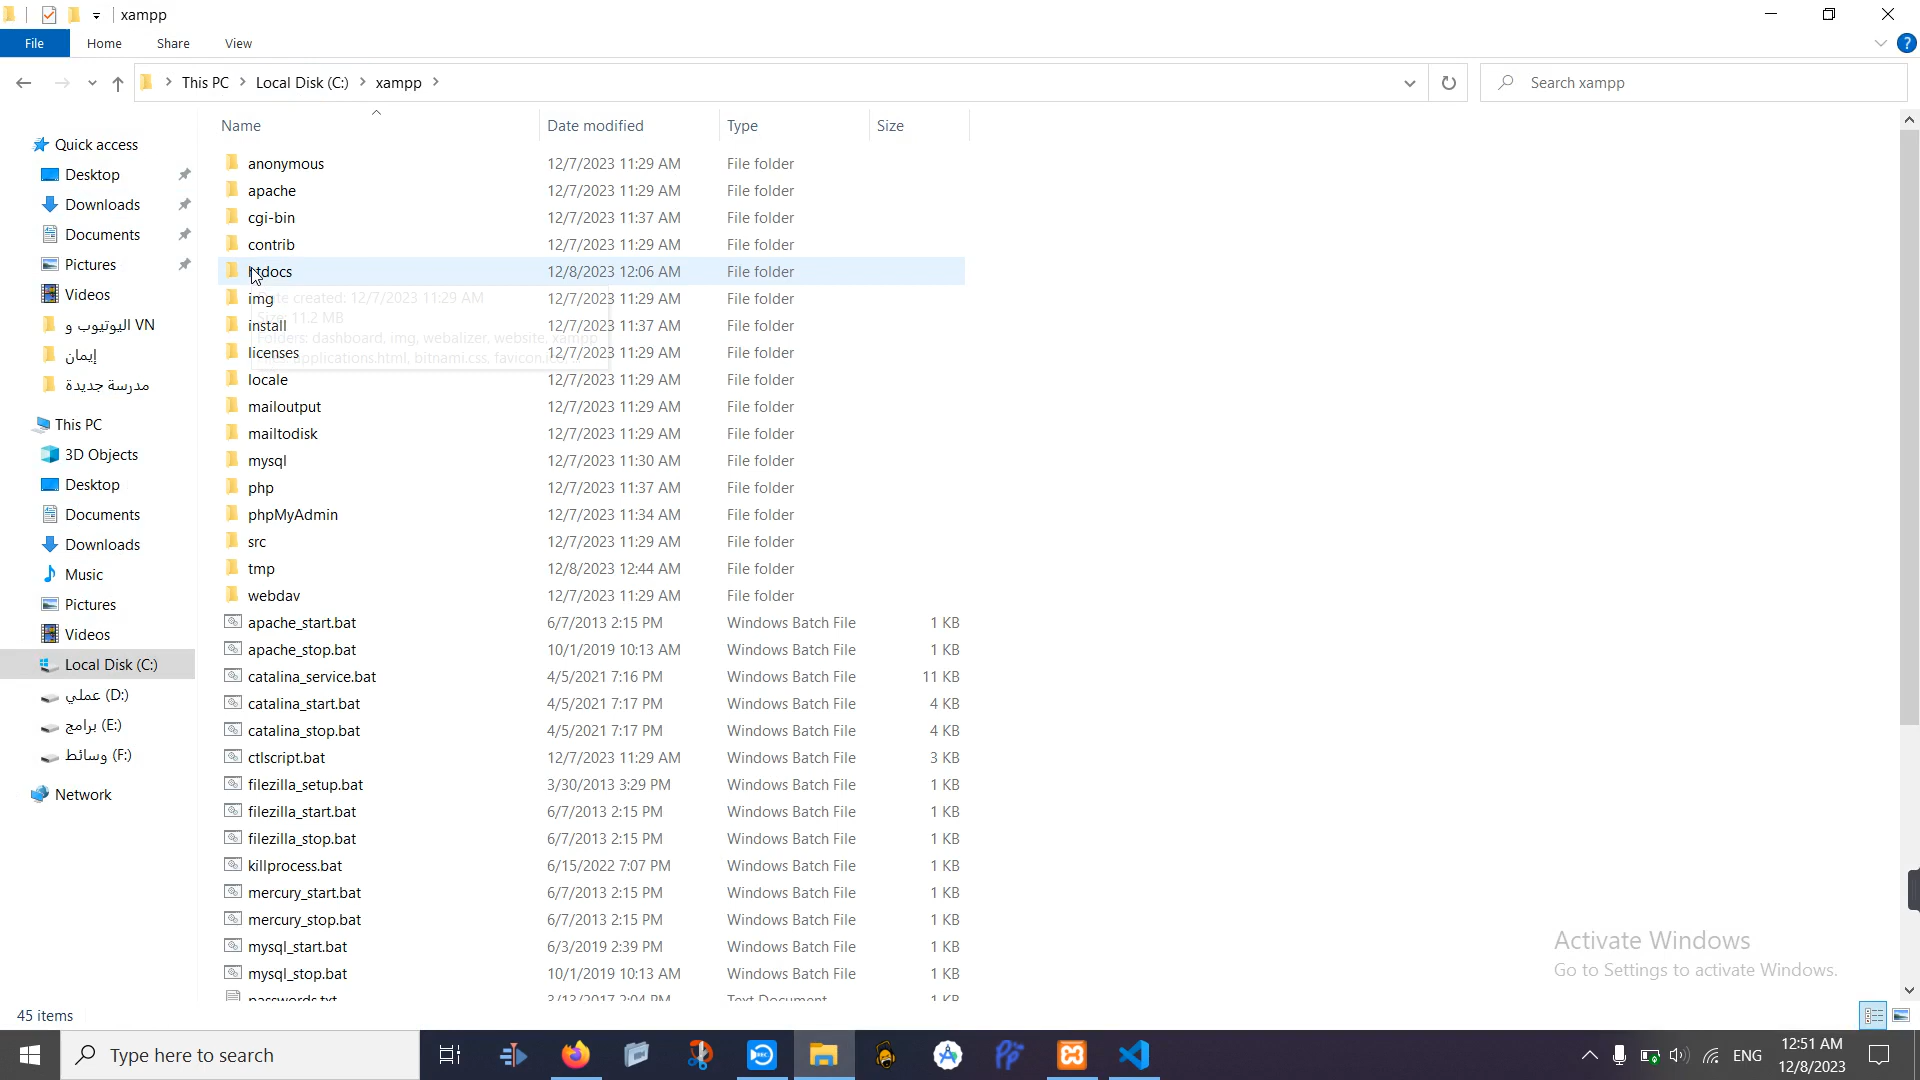 xampp
File Home Share View
This PC Local Disk (C:) xampp
Search xampp
Name Date modified Type Size
Quick access
Desktop
Downloads
Documents
Pictures
Videos
VN اليوتيوب و
إيمان
مدرسة جديدة
This PC
3D Objects
Desktop
Documents
Downloads
Music
Pictures
Videos
Local Disk (C:)
عملي (D:)
برامج (E:)
وسائط (F:)
Network
anonymous 12/7/2023 11:29 AM File folder
apache 12/7/2023 11:29 AM File folder
cgi-bin 12/7/2023 11:37 AM File folder
contrib 12/7/2023 11:29 AM File folder
htdocs 12/8/2023 12:06 AM File folder
img 12/7/2023 11:29 AM File folder
install 12/7/2023 11:37 AM File folder
licenses 12/7/2023 11:29 AM File folder
locale 12/7/2023 11:29 AM File folder
mailoutput 12/7/2023 11:29 AM File folder
mailtodisk 12/7/2023 11:29 AM File folder
mysql 12/7/2023 11:30 AM File folder
php 12/7/2023 11:37 AM File folder
phpMyAdmin 12/7/2023 11:34 AM File folder
src 12/7/2023 11:29 AM File folder
tmp 12/8/2023 12:44 AM File folder
webdav 12/7/2023 11:29 AM File folder
apache_start.bat 6/7/2013 2:15 PM Windows Batch File 1 KB
apache_stop.bat 10/1/2019 10:13 AM Windows Batch File 1 KB
catalina_service.bat 4/5/2021 7:16 PM Windows Batch File 11 KB
catalina_start.bat 4/5/2021 7:17 PM Windows Batch File 4 KB
catalina_stop.bat 4/5/2021 7:17 PM Windows Batch File 4 KB
ctlscript.bat 12/7/2023 11:29 AM Windows Batch File 3 KB
filezilla_setup.bat 3/30/2013 3:29 PM Windows Batch File 1 KB
filezilla_start.bat 6/7/2013 2:15 PM Windows Batch File 1 KB
filezilla_stop.bat 6/7/2013 2:15 PM Windows Batch File 1 KB
killprocess.bat 6/15/2022 7:07 PM Windows Batch File 1 KB
mercury_start.bat 6/7/2013 2:15 PM Windows Batch File 1 KB
mercury_stop.bat 6/7/2013 2:15 PM Windows Batch File 1 KB
mysql_start.bat 6/3/2019 2:39 PM Windows Batch File 1 KB
mysql_stop.bat 10/1/2019 10:13 AM Windows Batch File 1 KB
passwords.txt 3/13/2017 2:04 PM Text Document 1 KB
created: 12/7/2023 11:29 AM
11.2 MB
dashboard, img, webalizer, website, xampp
applications.html, bitnami.css,
Activate Windows
Go to Settings to activate Windows.
45 items
Type here to search
REC
Pp
ENG
12:51 AM
12/8/2023